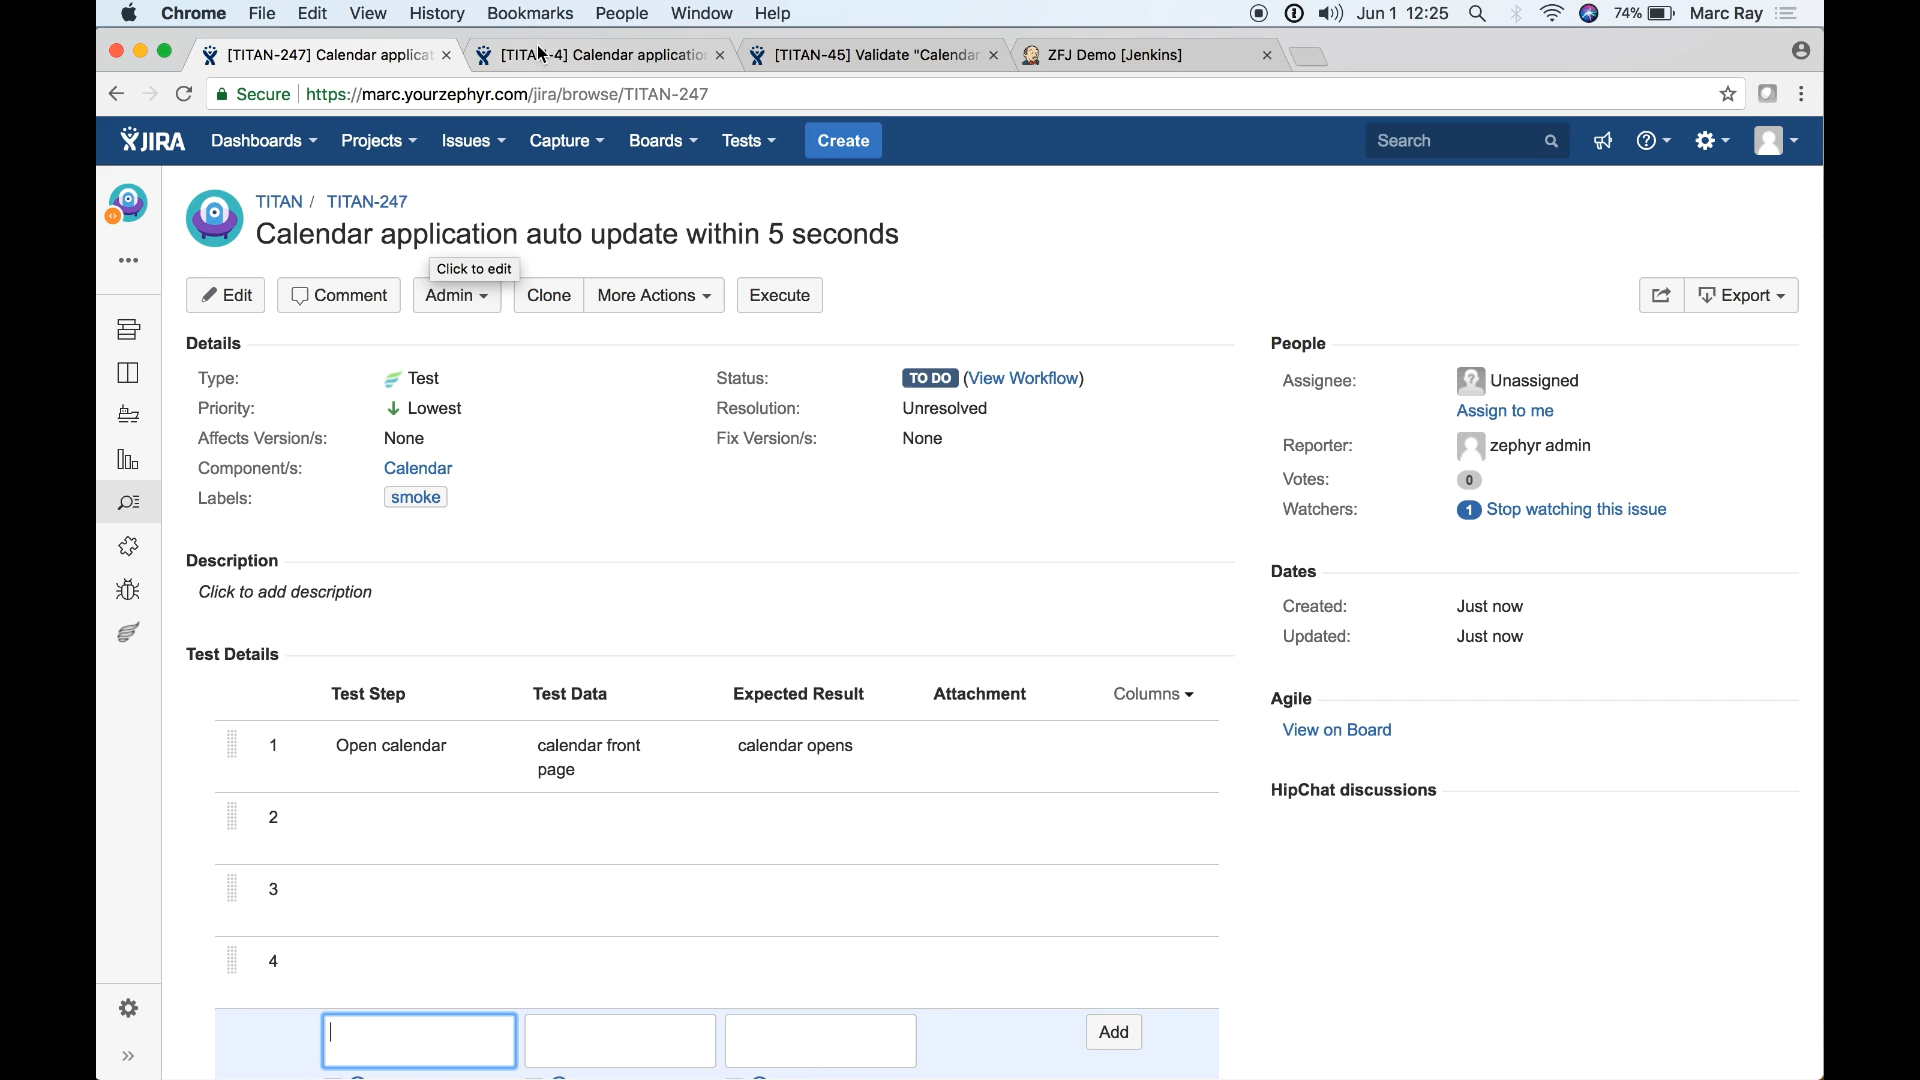 Chrome File Edit View History Bookmarks People Window Help Jun 1 12:25 74% Marc Ray
[TITAN-247] Calendar applicat [TITAN-4] Calendar application [TITAN-45] Validate "Calendar ZFJ Demo [Jenkins]
Secure https://marc.yourzephyr.com/jira/browse/TITAN-247
JIRA Dashboards Projects Issues Capture Boards Tests Create Search
TITAN / TITAN-247
Calendar application auto update within 5 seconds
Click to edit
Edit Comment Admin Clone More Actions Execute Export
Details
Type: Test Status: TO DO (View Workflow)
Priority: Lowest Resolution: Unresolved
Affects Version/s: None Fix Version/s: None
Component/s: Calendar
Labels: smoke
People
Assignee: Unassigned
Assign to me
Reporter: zephyr admin
Votes: 0
Watchers: 1 Stop watching this issue
Description
Click to add description
Dates
Created: Just now
Updated: Just now
Test Details
Test Step Test Data Expected Result Attachment Columns
1 Open calendar calendar front calendar opens
page
2
3
4
Add
Agile
View on Board
HipChat discussions